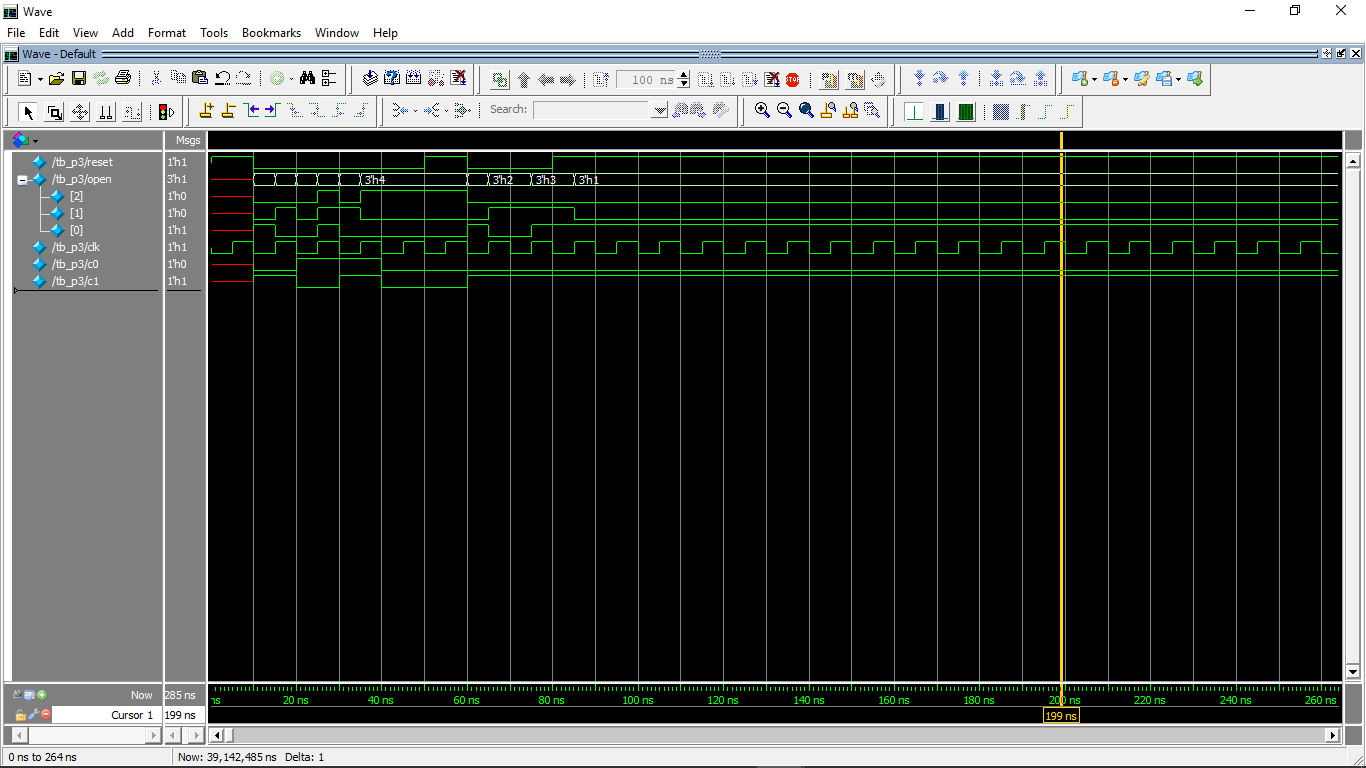 Wave
File Edit View Add Format Tools Bookmarks Window Help
Wave - Default
100 ns
STOP
Search:
Msgs
/tb_p3/reset 1'h1
/tb_p3/open 3'h1 3'h4 3'h2 3'h3 3'h1
[2] 1'h0
[1] 1'h0
[0] 1'h1
/tb_p3/clk 1'h1
/tb_p3/c0 1'h0
/tb_p3/c1 1'h1
Now 285 ns ns 20 ns 40 ns 60 ns 80 ns 100 ns 120 ns 140 ns 160 ns 180 ns 200 ns 220 ns 240 ns 260 ns
Cursor 1 199 ns 199 ns
0 ns to 264 ns Now: 39,142,485 ns Delta: 1